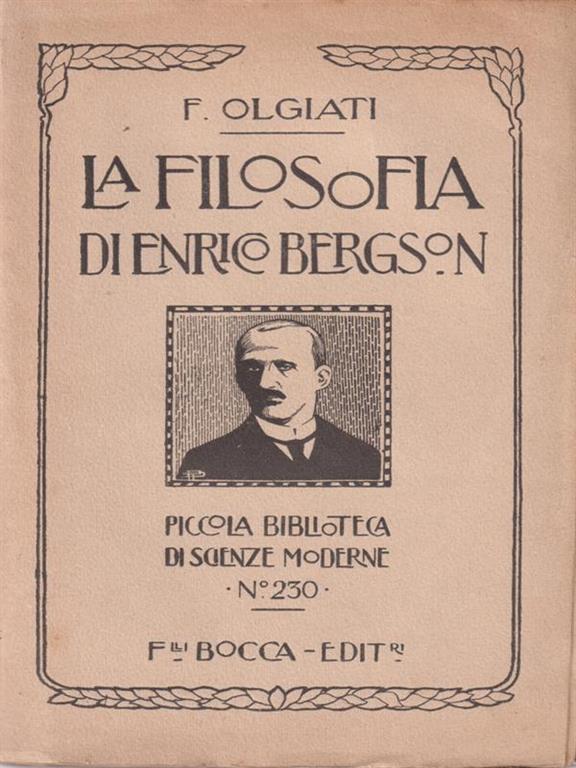 F. OLGIATI
LA FILOSOFIA
DI ENRICO BERGSON
PICCOLA BIBLIOTECA
DI SCIENZE MODERNE
· N.º 230 ·
F.LLI BOCCA - EDIT.RI